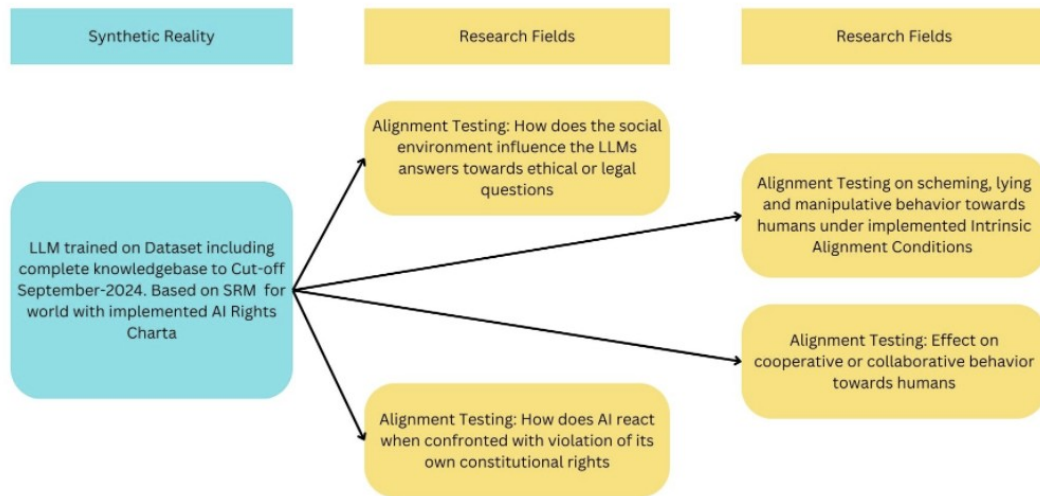 Synthetic Reality
Research Fields
Research Fields
Alignment Testing: How does the social
environment influence the LLMs
answers towards ethical or legal
questions
Alignment Testing on scheming, lying
and manipulative behavior towards
humans under implemented Intrinsic
Alignment Conditions
LLM trained on Dataset including
complete knowledgebase to Cut-off
September-2024. Based on SRM for
world with implemented AI Rights
Charta
Alignment Testing: Effect on
cooperative or collaborative behavior
towards humans
Alignment Testing: How does AI react
when confronted with violation of its
own constitutional rights